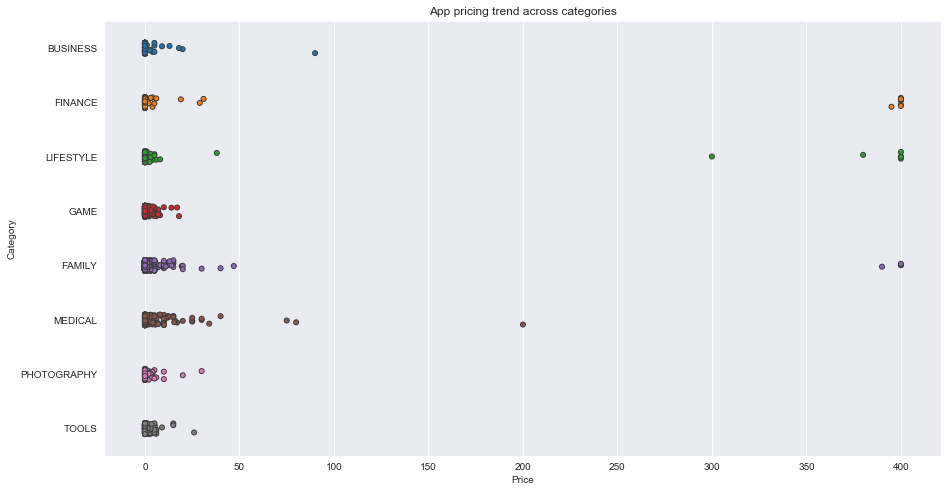 App pricing trend across categories
BUSINESS
FINANCE
LIFESTYLE
GAME
FAMILY
MEDICAL
PHOTOGRAPHY
TOOLS
Category
0 50 100 150 200 250 300 350 400
Price